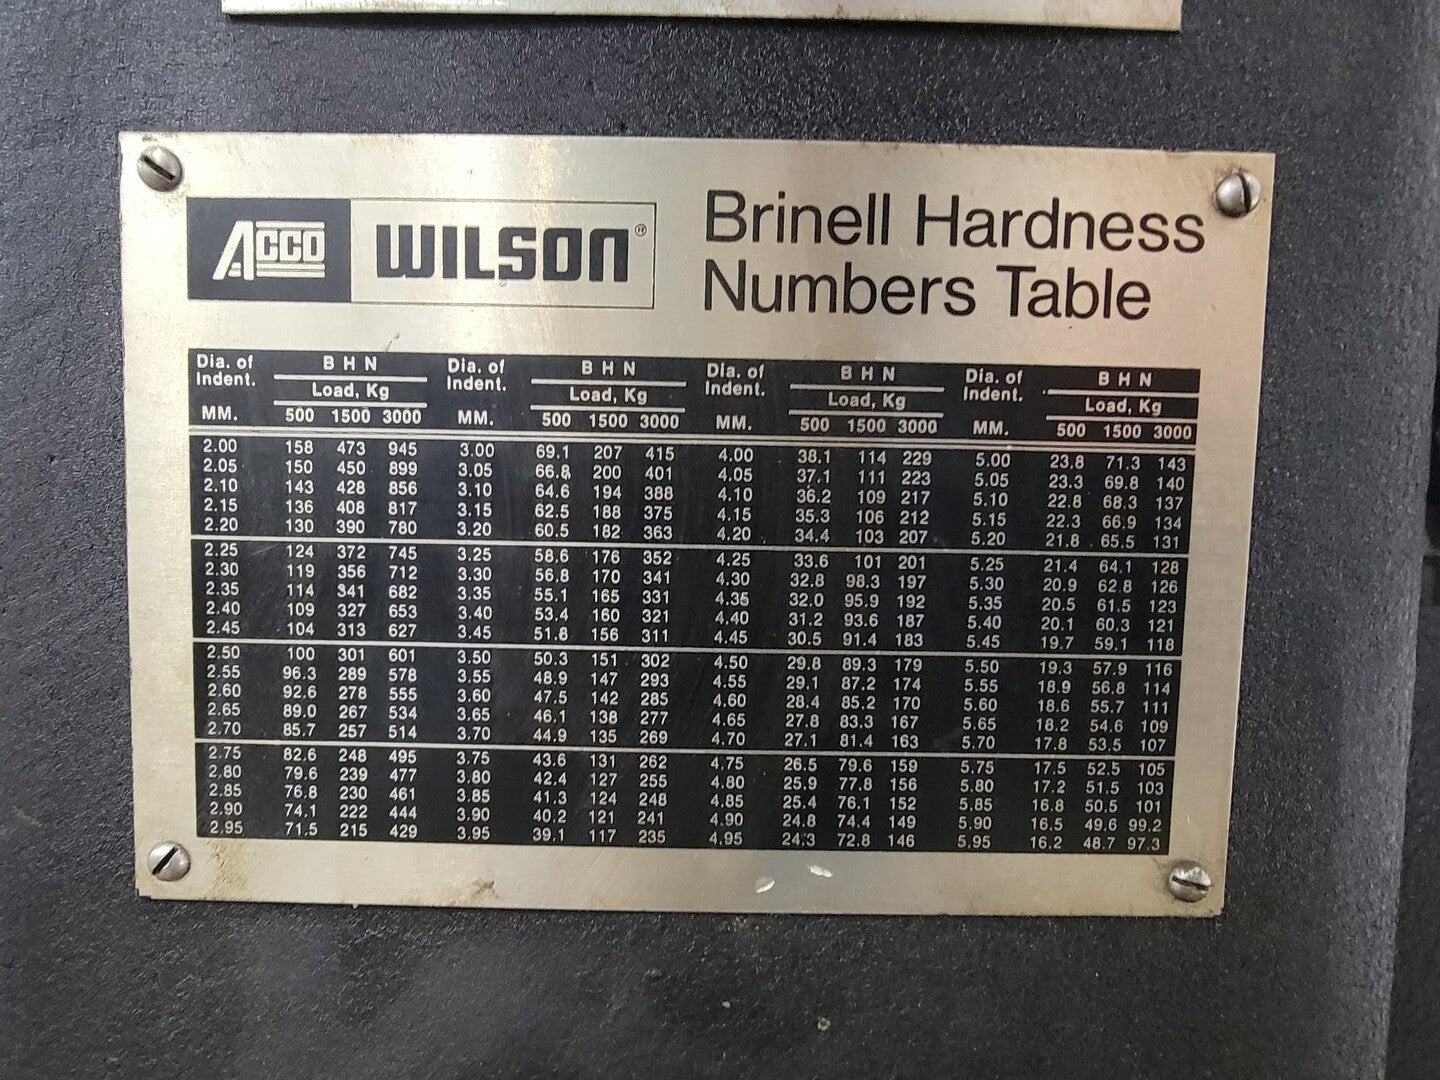 ACCO WILSON®
Brinell Hardness
Numbers Table
Dia. of Indent. MM. B H N Load, Kg 500 1500 3000 Dia. of Indent. MM. B H N Load, Kg 500 1500 3000 Dia. of Indent. MM. B H N Load, Kg 500 1500 3000 Dia. of Indent. MM. B H N Load, Kg 500 1500 3000
2.00 158 473 945 3.00 69.1 207 415 4.00 38.1 114 229 5.00 23.8 71.3 143
2.05 150 450 899 3.05 66.8 200 401 4.05 37.1 111 223 5.05 23.3 69.8 140
2.10 143 428 856 3.10 64.6 194 388 4.10 36.2 109 217 5.10 22.8 68.3 137
2.15 136 408 817 3.15 62.5 188 375 4.15 35.3 106 212 5.15 22.3 66.9 134
2.20 130 390 780 3.20 60.5 182 363 4.20 34.4 103 207 5.20 21.8 65.5 131
2.25 124 372 745 3.25 58.6 176 352 4.25 33.6 101 201 5.25 21.4 64.1 128
2.30 119 356 712 3.30 56.8 170 341 4.30 32.8 98.3 197 5.30 20.9 62.8 126
2.35 114 341 682 3.35 55.1 165 331 4.35 32.0 95.9 192 5.35 20.5 61.5 123
2.40 109 327 653 3.40 53.4 160 321 4.40 31.2 93.6 187 5.40 20.1 60.3 121
2.45 104 313 627 3.45 51.8 156 311 4.45 30.5 91.4 183 5.45 19.7 59.1 118
2.50 100 301 601 3.50 50.3 151 302 4.50 29.8 89.3 179 5.50 19.3 57.9 116
2.55 96.3 289 578 3.55 48.9 147 293 4.55 29.1 87.2 174 5.55 18.9 56.8 114
2.60 92.6 278 555 3.60 47.5 142 285 4.60 28.4 85.2 170 5.60 18.6 55.7 111
2.65 89.0 267 534 3.65 46.1 138 277 4.65 27.8 83.3 167 5.65 18.2 54.6 109
2.70 85.7 257 514 3.70 44.9 135 269 4.70 27.1 81.4 163 5.70 17.8 53.5 107
2.75 82.6 248 495 3.75 43.6 131 262 4.75 26.5 79.6 159 5.75 17.5 52.5 105
2.80 79.6 239 477 3.80 42.4 127 255 4.80 25.9 77.8 156 5.80 17.2 51.5 103
2.85 76.8 230 461 3.85 41.3 124 248 4.85 25.4 76.1 152 5.85 16.8 50.5 101
2.90 74.1 222 444 3.90 40.2 121 241 4.90 24.8 74.4 149 5.90 16.5 49.6 99.2
2.95 71.5 215 429 3.95 39.1 117 235 4.95 24.3 72.8 146 5.95 16.2 48.7 97.3